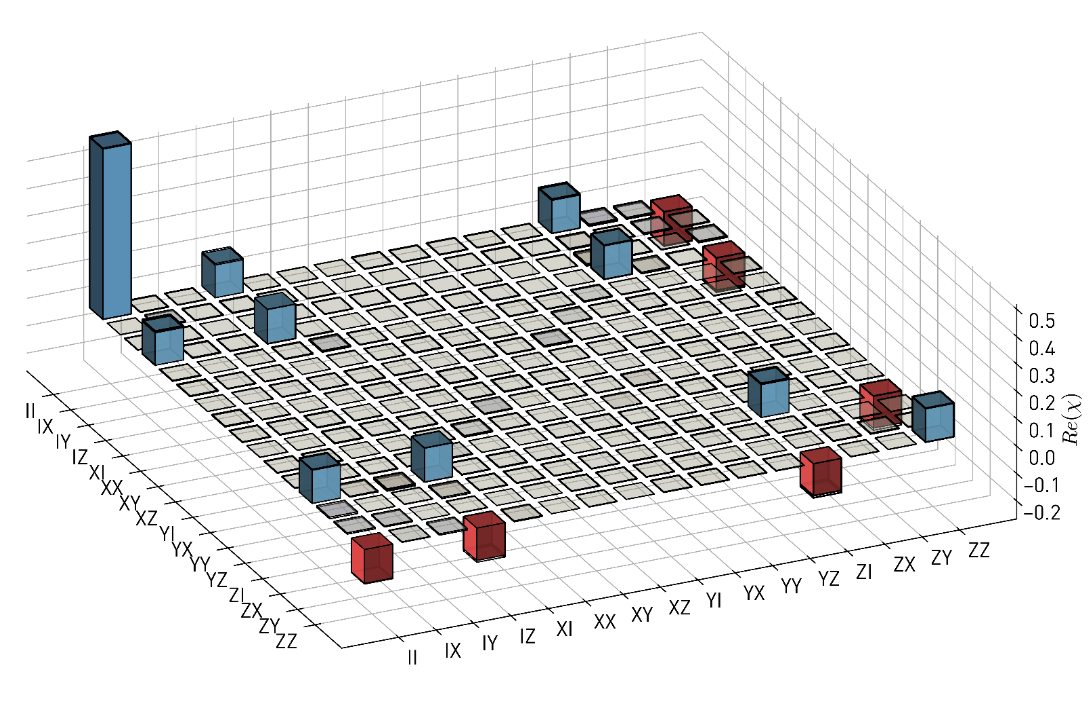 0.5
0.4
0.3
0.2
0.1
0.0
−0.1
−0.2
Re(χ)
II
IX
IY
IZ
XI
XX
XY
XZ
YI
YX
YY
YZ
ZI
ZX
ZY
ZZ
II
IX
IY
IZ
XI
XX
XY
XZ
YI
YX
YY
YZ
ZI
ZX
ZY
ZZ